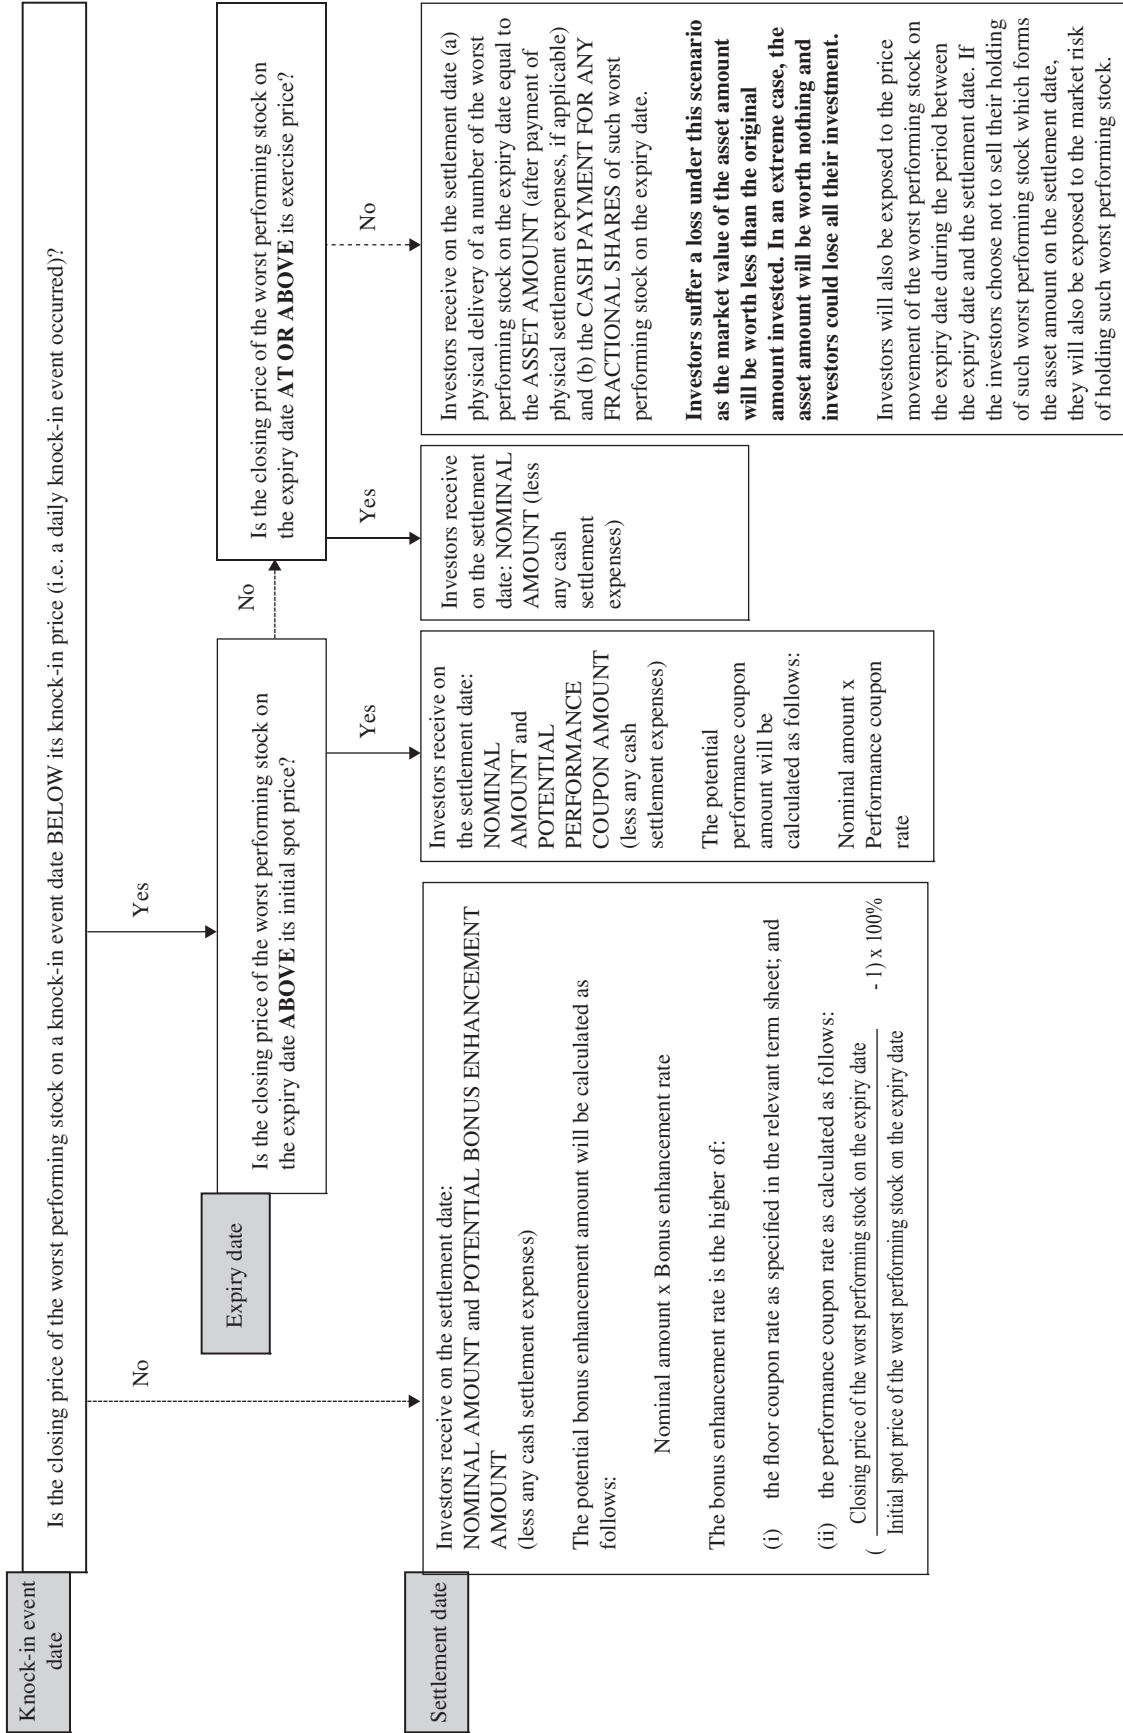 Knock-in event
date
Is the closing price of the worst performing stock on a knock-in event date BELOW its knock-in price (i.e. a daily knock-in event occurred)?
No
Yes
Expiry date
Is the closing price of the worst performing stock on
the expiry date ABOVE its initial spot price?
No
Is the closing price of the worst performing stock on
the expiry date AT OR ABOVE its exercise price?
Yes
Yes
No
Settlement date
Investors receive on the settlement date:
NOMINAL AMOUNT and POTENTIAL BONUS ENHANCEMENT
AMOUNT
(less any cash settlement expenses)
The potential bonus enhancement amount will be calculated as
follows:
Nominal amount x Bonus enhancement rate
The bonus enhancement rate is the higher of:
(i) the floor coupon rate as specified in the relevant term sheet; and
(ii) the performance coupon rate as calculated as follows:
Closing price of the worst performing stock on the expiry date
( - 1) x 100%
Initial spot price of the worst performing stock on the expiry date
Investors receive on
the settlement date:
NOMINAL
AMOUNT and
POTENTIAL
PERFORMANCE
COUPON AMOUNT
(less any cash
settlement expenses)
The potential
performance coupon
amount will be
calculated as follows:
Nominal amount x
Performance coupon
rate
Investors receive
on the settlement
date: NOMINAL
AMOUNT (less
any cash
settlement
expenses)
Investors receive on the settlement date (a)
physical delivery of a number of the worst
performing stock on the expiry date equal to
the ASSET AMOUNT (after payment of
physical settlement expenses, if applicable)
and (b) the CASH PAYMENT FOR ANY
FRACTIONAL SHARES of such worst
performing stock on the expiry date.
Investors suffer a loss under this scenario
as the market value of the asset amount
will be worth less than the original
amount invested. In an extreme case, the
asset amount will be worth nothing and
investors could lose all their investment.
Investors will also be exposed to the price
movement of the worst performing stock on
the expiry date during the period between
the expiry date and the settlement date. If
the investors choose not to sell their holding
of such worst performing stock which forms
the asset amount on the settlement date,
they will also be exposed to the market risk
of holding such worst performing stock.